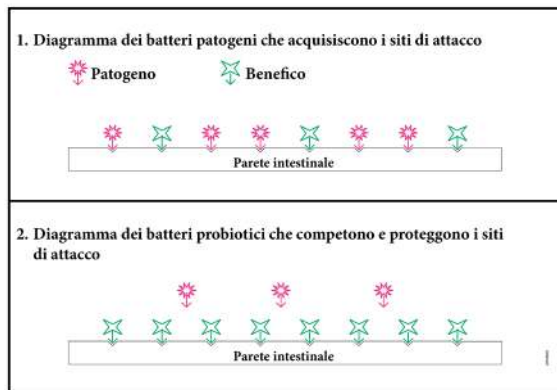 1. Diagramma dei batteri patogeni che acquisiscono i siti di attacco
Patogeno Benefico
Parete intestinale
2. Diagramma dei batteri probiotici che competono e proteggono i siti
di attacco
Parete intestinale